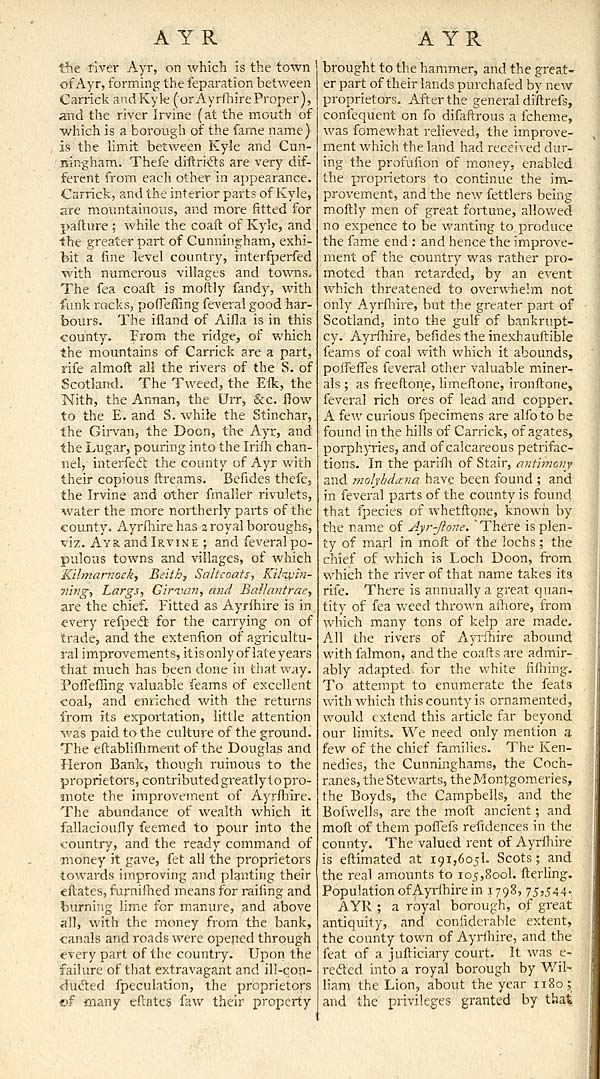 AYR
the river Ayr, on which is the town
of Ayr, forming the ſeparation between
Carrick and Kyle (or Ayrſhire Proper),
and the river Irvine (at the mouth of
which is a borough of the ſame name)
is the limit between Kyle and Cun-
ningham. Theſe diſtricts are very dif-
ferent from each other in appearance.
Carrick, and the interior parts of Kyle,
are mountainous, and more fitted for
paſture; while the coaſt of Kyle, and
the greater part of Cunningham, exhi-
bit a fine level country, interſperſed
with numerous villages and towns.
The ſea coaſt is moſtly ſandy, with
ſunk rocks, poſſeſſing ſeveral good har-
bours. The iſland of Ailſa is in this
county. From the ridge, of which
the mountains of Carrick are a part,
riſe almoſt all the rivers of the S. of
Scotland. The Tweed, the Eſk, the
Nith, the Annan, the Urr, &c. flow
to the E. and S. while the Stinchar,
the Girvan, the Doon, the Ayr, and
the Lugar, pouring into the Iriſh chan-
nel, interſect the county of Ayr with
their copious ſtreams. Beſides theſe,
the Irvine and other ſmaller rivulets,
water the more northerly parts of the
county. Ayrſhire has 2 royal boroughs,
viz. AYR and IRVINE; and ſeveral po-
pulous towns and villages, of which
Kilmarnock, Beith, Saltcoats, Kilwin-
ning, Largs, Girvan, and Ballantrae,
are the chief. Fitted as Ayrſhire is in
every reſpect for the carrying on of
trade, and the extenſion of agricultu-
ral improvements, it is only of late years
that much has been done in that way.
Poſſeſſing valuable ſeams of excellent
coal, and enriched with the returns
from its exportation, little attention
was paid to the culture of the ground.
The eſtabliſhment of the Douglas and
Heron Bank, though ruinous to the
proprietors, contributed greatly to pro-
mote the improvement of Ayrſhire.
The abundance of wealth which it
fallaciouſly ſeemed to pour into the
country, and the ready command of
money it gave, ſet all the proprietors
towards improving and planting their
eſtates, furniſhed means for raiſing and
burning lime for manure, and above
all, with the money from the bank,
canals and roads were opened through
every part of the country. Upon the
failure of that extravagant and ill-con-
ducted ſpeculation, the proprietors
of many eſtates ſaw their property
AYR
brought to the hammer, and the great-
er part of their lands purchaſed by new
proprietors. After the general diſtreſs,
conſequent on ſo diſaſtrous a ſcheme,
was ſomewhat relieved, the improve-
ment which the land had received dur-
ing the profuſion of money, enabled
the proprietors to continue the im-
provement, and the new ſettlers being
moſtly men of great fortune, allowed
no expence to be wanting to produce
the ſame end: and hence the improve-
ment of the country was rather pro-
moted than retarded, by an event
which threatened to overwhelm not
only Ayrſhire, but the greater part of
Scotland, into the gulf of bankrupt-
cy. Ayrſhire, beſides the inexhauſtible
ſeams of coal with which it abounds,
poſſeſſes ſeveral other valuable miner-
als; as freeſtone, limeſtone, ironſtone,
ſeveral rich ores of lead and copper.
A few curious ſpecimens are alſo to be
found in the hills of Carrick, of agates,
porphyries, and of calcareous petrifac-
tions. In the pariſh of Stair, antimony
and molybdæna have been found; and
in ſeveral parts of the county is found
that ſpecies of whetſtone, known by
the name of Ayr-ſtone. There is plen-
ty of marl in moſt of the lochs; the
chief of which is Loch Doon, from
which the river of that name takes its
riſe. There is annually a great quan-
tity of ſea weed thrown aſhore, from
which many tons of kelp are made.
All the rivers of Ayrſhire abound
with ſalmon, and the coaſts are admir-
ably adapted for the white fiſhing.
To attempt to enumerate the ſeats
with which this county is ornamented,
would extend this article far beyond
our limits. We need only mention a
few of the chief families. The Ken-
nedies, the Cunninghams, the Coch-
ranes, the Stewarts, the Montgomeries,
the Boyds, the Campbells, and the
Boſwells, are the moſt ancient; and
moſt of them poſſeſs reſidences in the
county. The valued rent of Ayrſhire
is eſtimated at 191,605l. Scots; and
the real amounts to 105,800l. ſterling.
Population of Ayrſhire in 1798, 75,544.
AYR; a royal borough, of great
antiquity, and conſiderable extent,
the county town of Ayrſhire, and the
ſeat of a juſticiary court. It was e-
rected into a royal borough by Wil-
liam the Lion, about the year 1180;
and the privileges granted by that